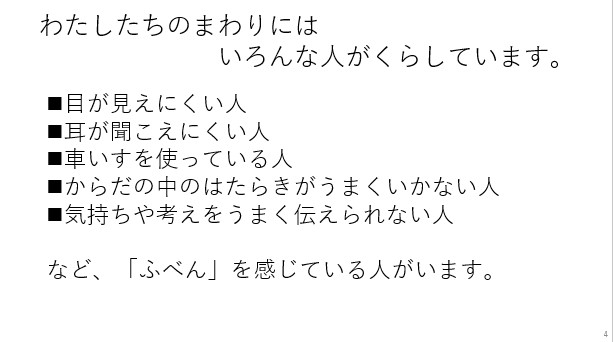 わたしたちのまわりには
いろんな人がくらしています。
■目が見えにくい人
■耳が聞こえにくい人
■車いすを使っている人
■からだの中のはたらきがうまくいかない人
■気持ちや考えをうまく伝えられない人
など、「ふべん」を感じている人がいます。
4